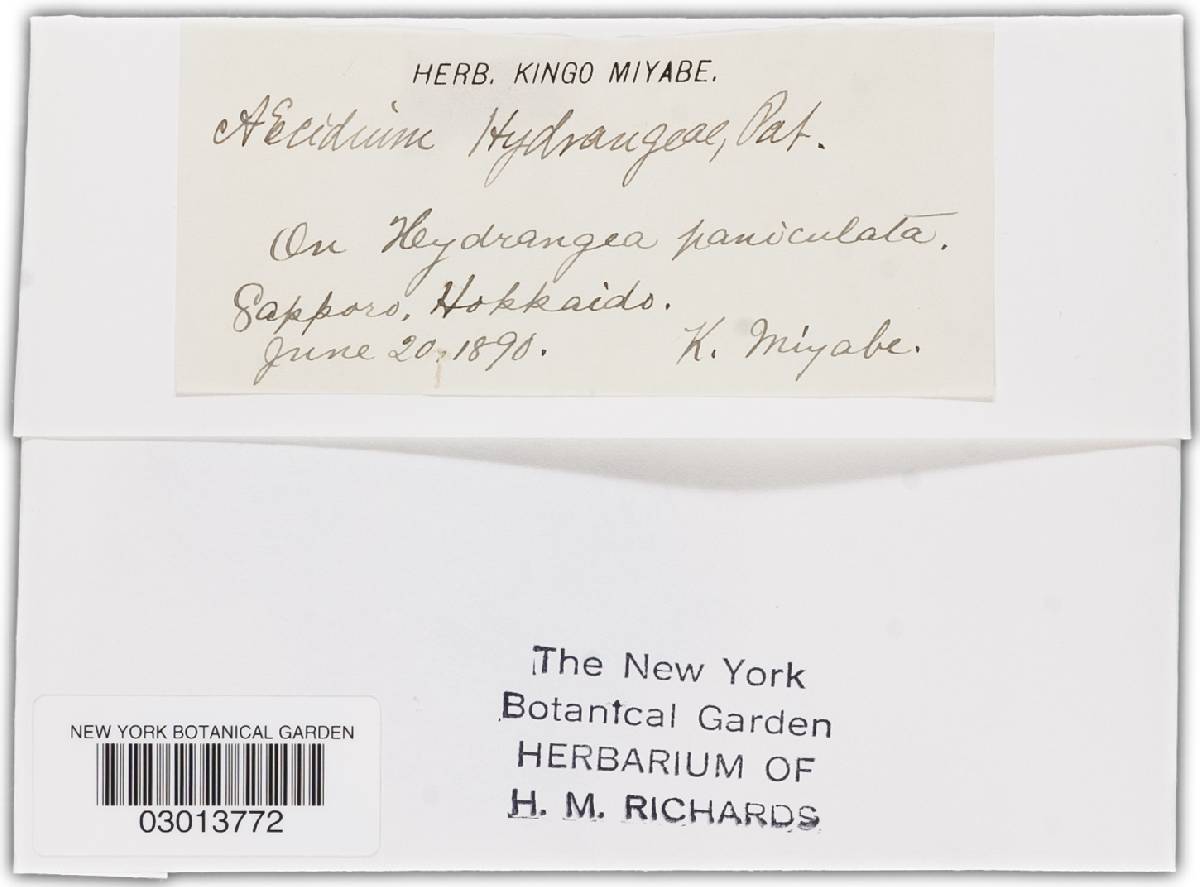 HERB. KINGO MIYABE.
AEcidium Hydrangeae, Pat.
On Hydrangea paniculata.
Sapporo, Hokkaido.
June 20, 1890. K. Miyabe.
The New York
Botanical Garden
HERBARIUM OF
H. M. RICHARDS
NEW YORK BOTANICAL GARDEN
03013772